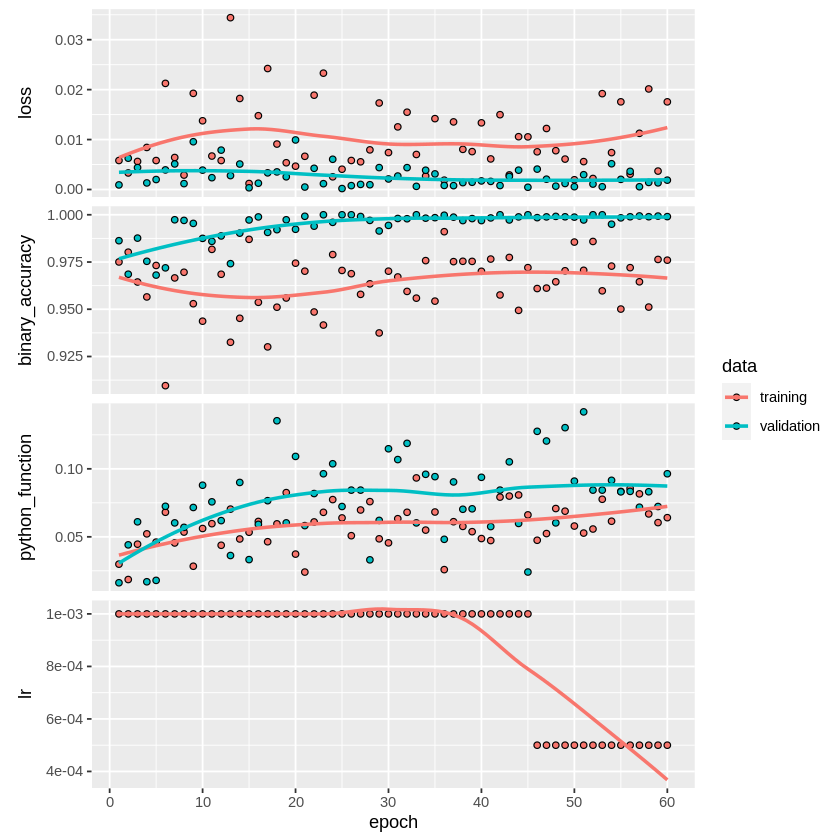 loss
0.03
0.02
0.01
0.00
binary_accuracy
1.000
0.975
0.950
0.925
python_function
0.10
0.05
lr
1e-03
8e-04
6e-04
4e-04
0 10 20 30 40 50 60
epoch
data
training
validation